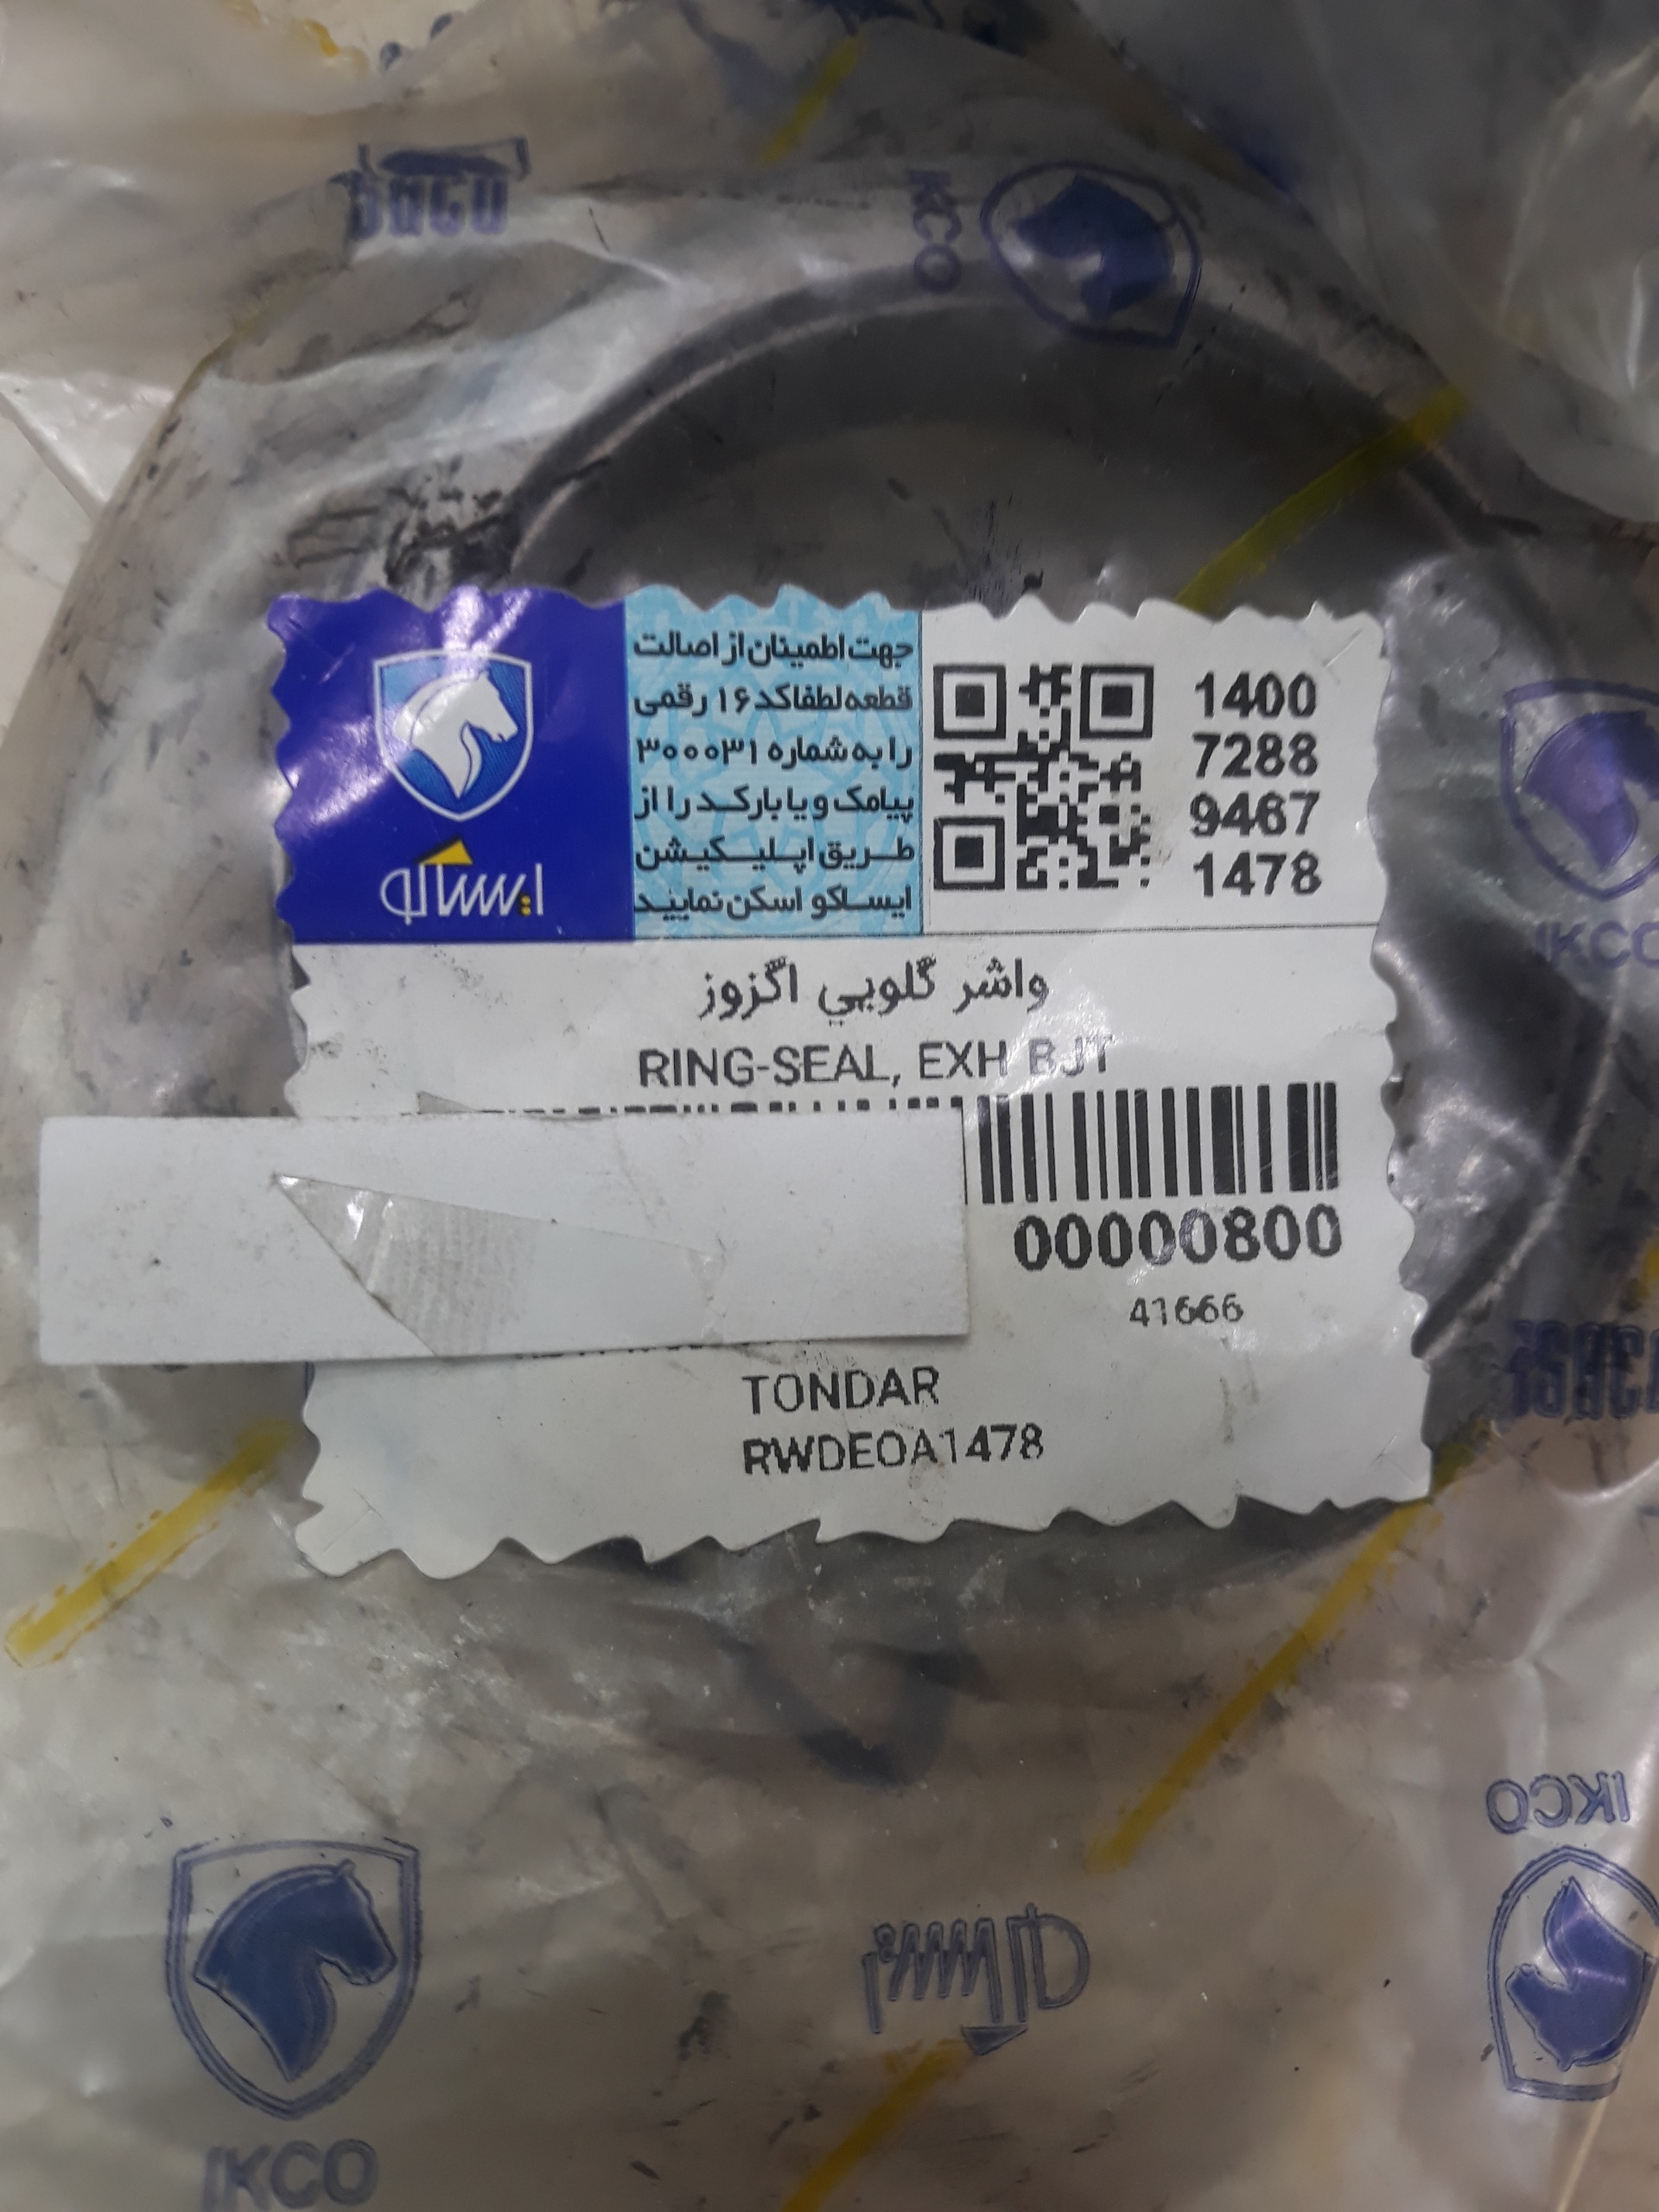 IKCO
ایساکو
جهت اطمینان از اصالت
قطعه لطفا کد ۱۶ رقمی
را به شماره ۳۰۰۰۳۱
پیامک و یا بارکد را از
طریق اپلیکیشن
ایساکو اسکن نمایید
1400
7288
9467
1478
واشر گلويي اگزوز
RING-SEAL, EXH BJT
00000800
41666
TONDAR
RWDEOA1478
IKCO
IKCO
ایساکو
IKCO